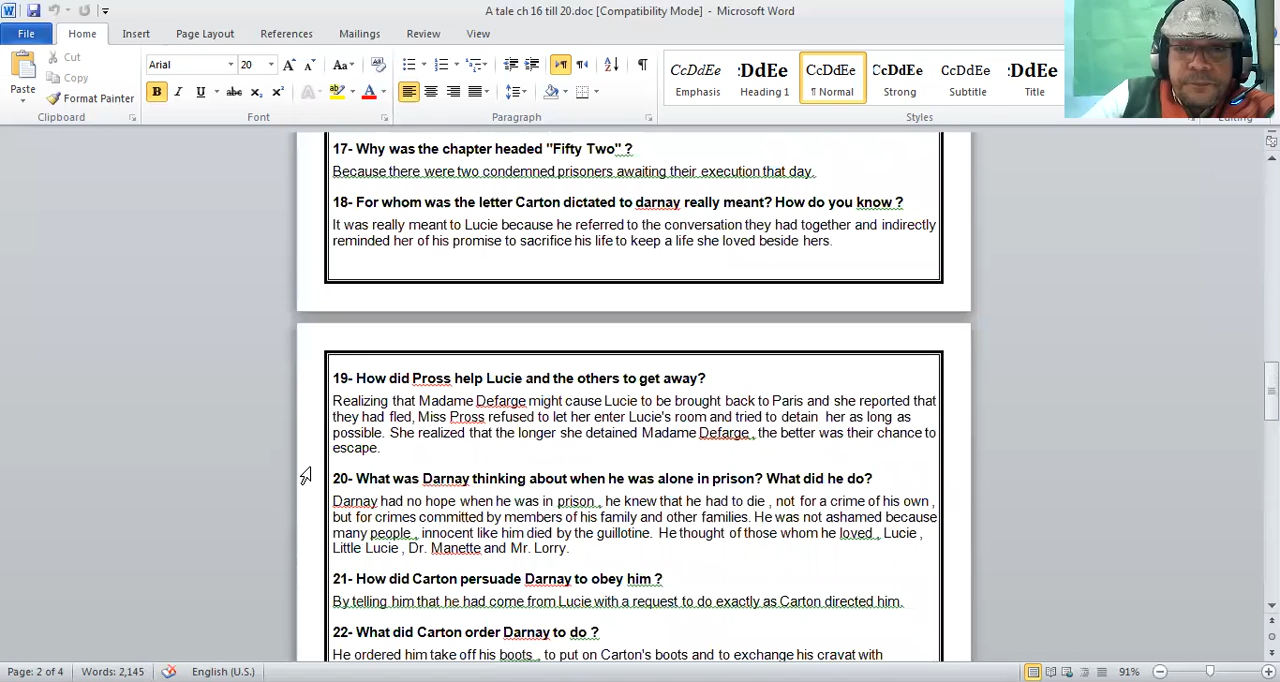 A tale ch 16 till 20.doc [Compatibility Mode] - Microsoft Word
File Home Insert Page Layout References Mailings Review View
Cut
Copy
Format Painter
Paste
Arial 20
Clipboard Font Paragraph Styles Editing
CcDdEe :DdEe CcDdEe CcDdEe CcDdEe :DdEe
Emphasis Heading 1 ¶ Normal Strong Subtitle Title
17- Why was the chapter headed "Fifty Two" ?
Because there were two condemned prisoners awaiting their execution that day.
18- For whom was the letter Carton dictated to darnay really meant? How do you know ?
It was really meant to Lucie because he referred to the conversation they had together and indirectly
reminded her of his promise to sacrifice his life to keep a life she loved beside hers.
19- How did Pross help Lucie and the others to get away?
Realizing that Madame Defarge might cause Lucie to be brought back to Paris and she reported that
they had fled, Miss Pross refused to let her enter Lucie's room and tried to detain her as long as
possible. She realized that the longer she detained Madame Defarge , the better was their chance to
escape.
20- What was Darnay thinking about when he was alone in prison? What did he do?
Darnay had no hope when he was in prison , he knew that he had to die , not for a crime of his own ,
but for crimes committed by members of his family and other families. He was not ashamed because
many people , innocent like him died by the guillotine. He thought of those whom he loved , Lucie ,
Little Lucie , Dr. Manette and Mr. Lorry.
21- How did Carton persuade Darnay to obey him ?
By telling him that he had come from Lucie with a request to do exactly as Carton directed him.
22- What did Carton order Darnay to do ?
He ordered him take off his boots , to put on Carton's boots and to exchange his cravat with
Page: 2 of 4 Words: 2,145 English (U.S.) 91%